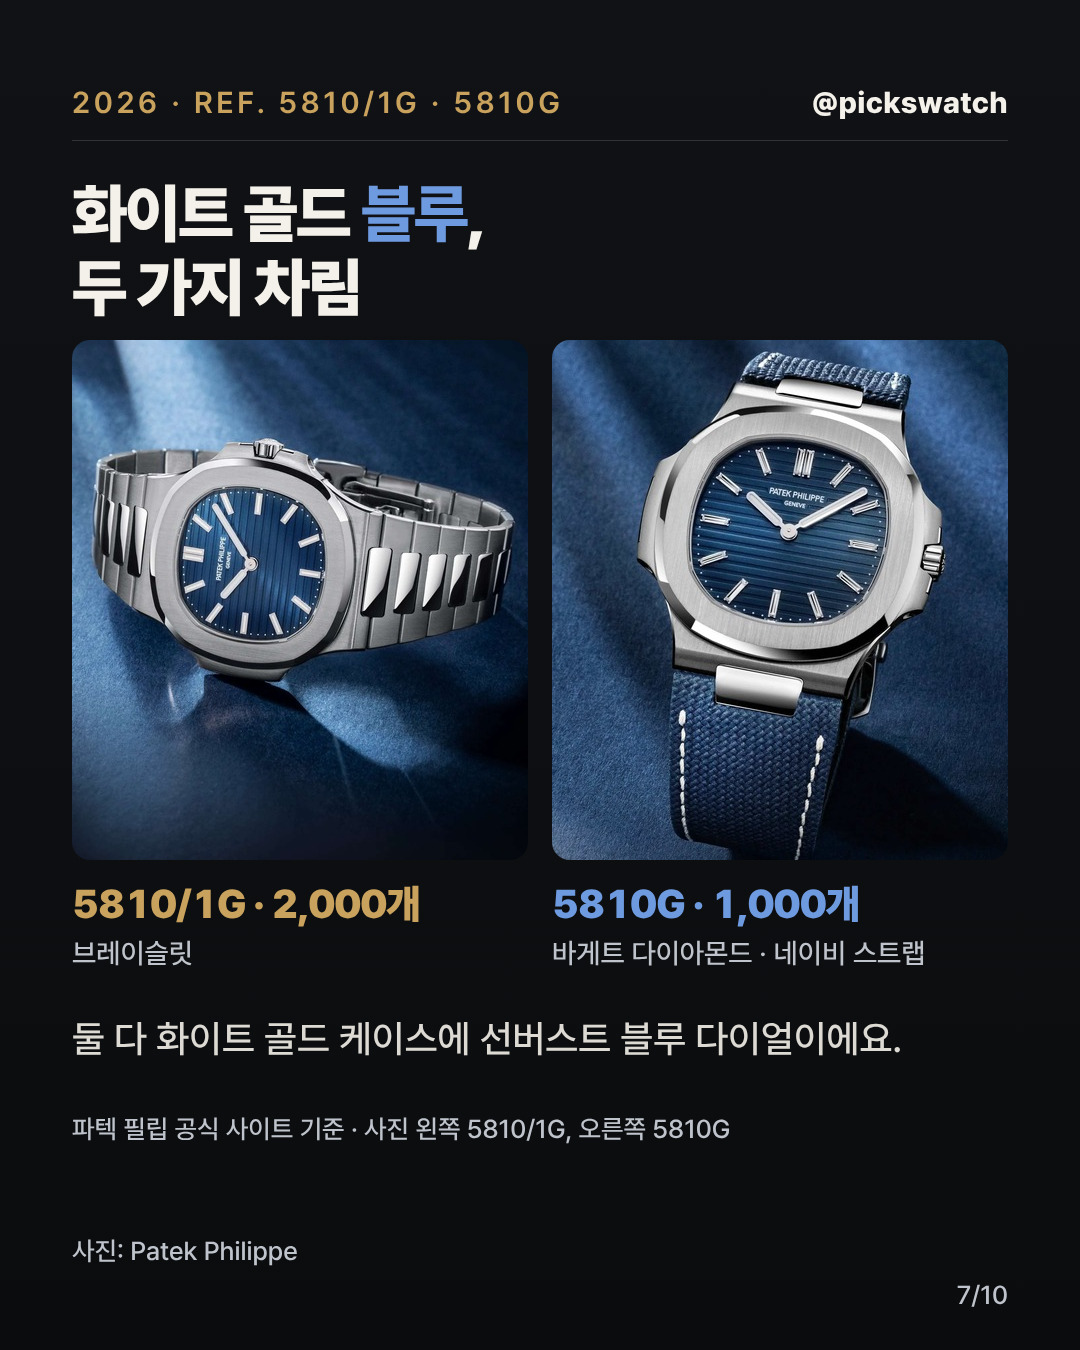 2026 · REF. 5810/1G · 5810G
@pickswatch
화이트 골드 블루,
두 가지 차림
PATEK PHILIPPE
GENEVE
PATEK PHILIPPE
GENEVE
5810/1G · 2,000개
브레이슬릿
5810G · 1,000개
바게트 다이아몬드 · 네이비 스트랩
둘 다 화이트 골드 케이스에 선버스트 블루 다이얼이에요.
파텍 필립 공식 사이트 기준 · 사진 왼쪽 5810/1G, 오른쪽 5810G
사진: Patek Philippe
7/10